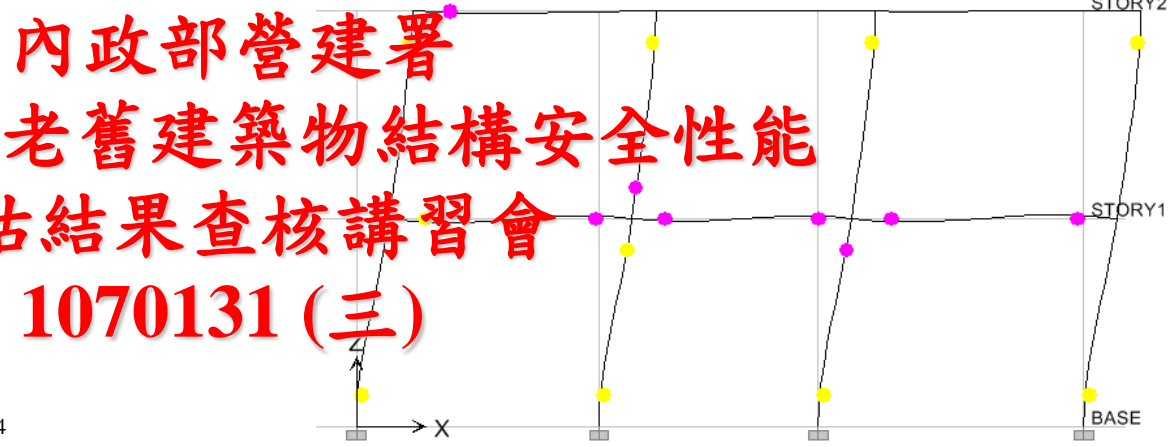 內政部營建署
老舊建築物結構安全性能
估結果查核講習會
1070131 (三)
STORY2
STORY1
BASE
Z
X
4